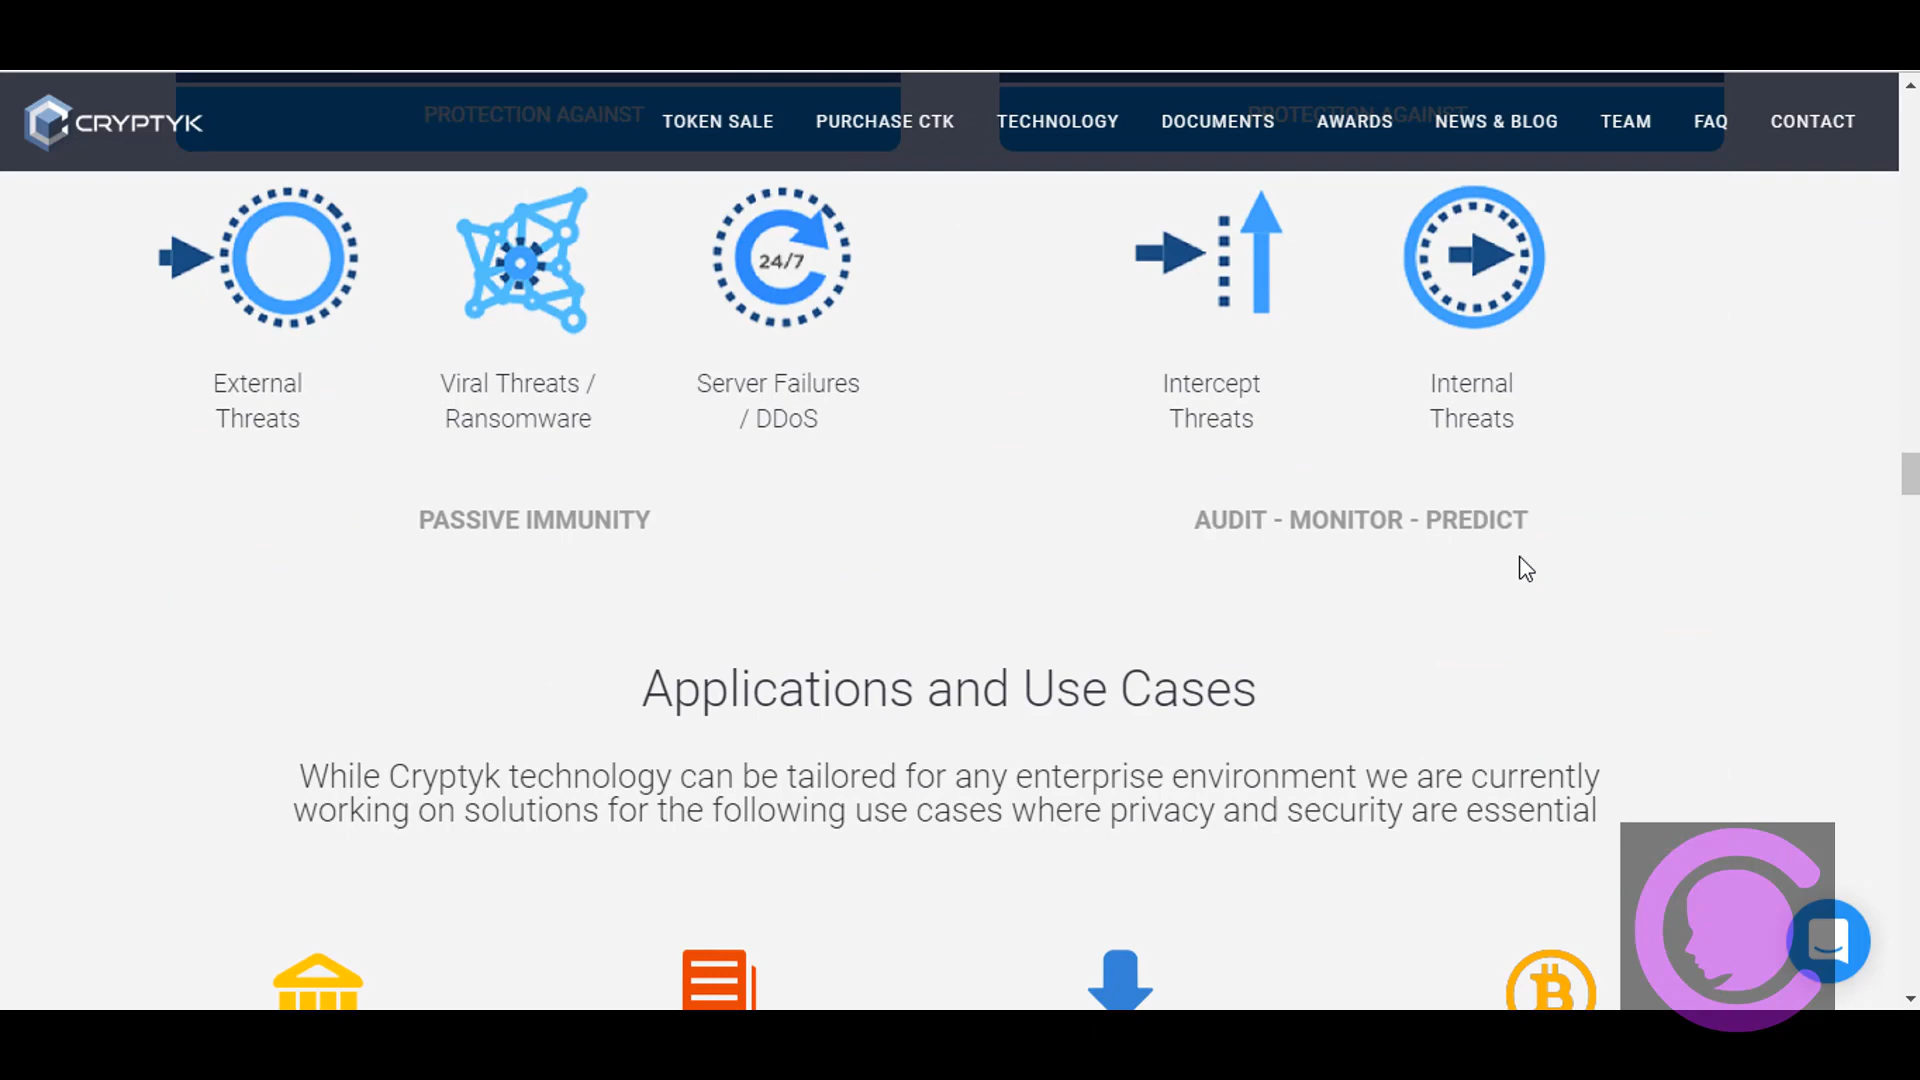 PROTECTION AGAINST
PROTECTION AGAINST
CRYPTYK
TOKEN SALE PURCHASE CTK TECHNOLOGY DOCUMENTS AWARDS NEWS & BLOG TEAM FAQ CONTACT
24/7
External
Threats
Viral Threats /
Ransomware
Server Failures
/ DDoS
Intercept
Threats
Internal
Threats
PASSIVE IMMUNITY
AUDIT - MONITOR - PREDICT
Applications and Use Cases
While Cryptyk technology can be tailored for any enterprise environment we are currently
working on solutions for the following use cases where privacy and security are essential